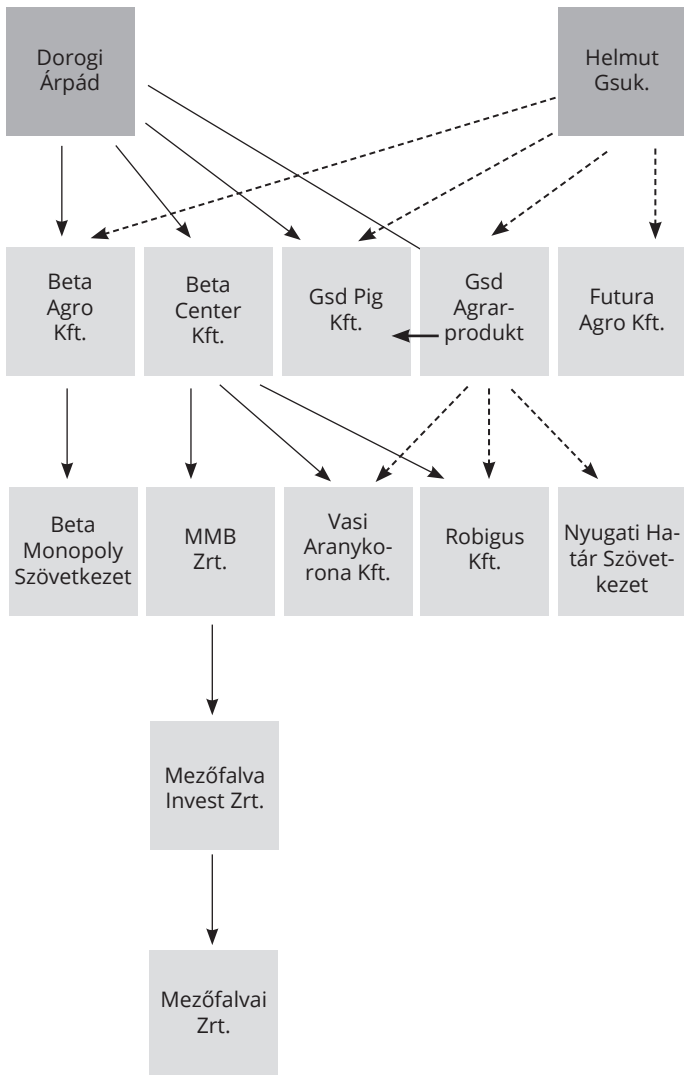 Dorogi
Árpád
Helmut
Gsuk.
Beta
Agro
Kft.
Beta
Center
Kft.
Gsd Pig
Kft.
Gsd
Agrar-
produkt
Futura
Agro Kft.
Beta
Monopoly
Szövetkezet
MMB
Zrt.
Vasi
Aranyko-
rona Kft.
Robigus
Kft.
Nyugati Ha-
tár Szövet-
kezet
Mezőfalva
Invest Zrt.
Mezőfalvai
Zrt.